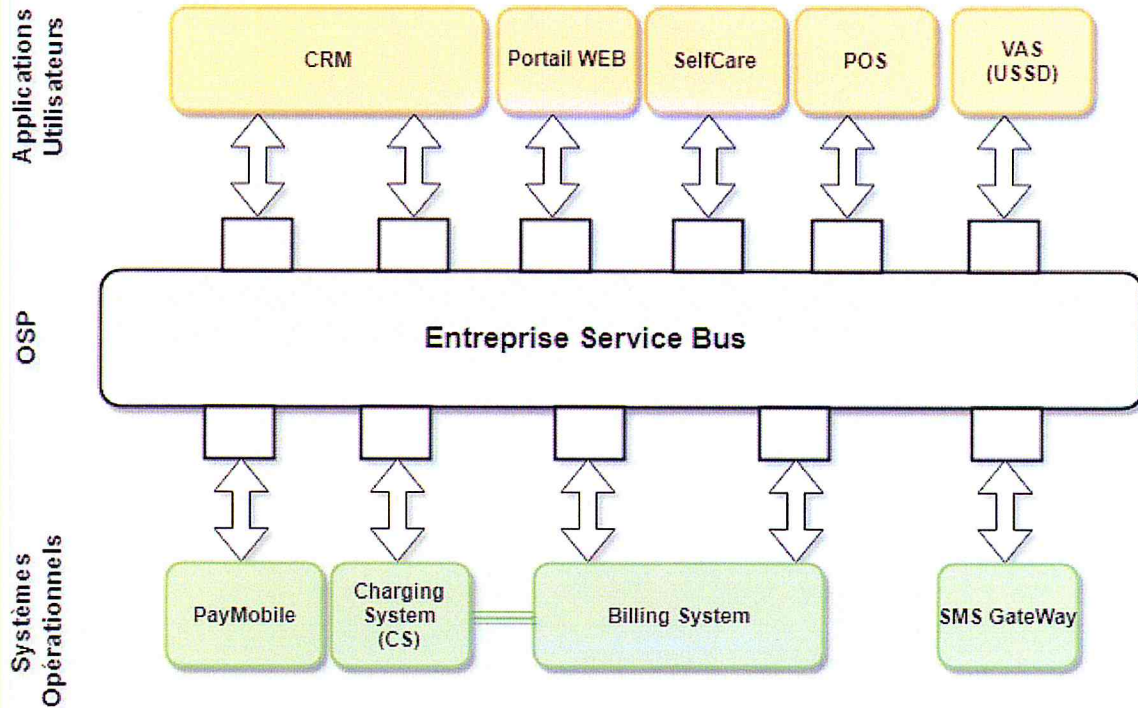 Applications
Utilisateurs
CRM
Portail WEB
SelfCare
POS
VAS
(USSD)
OSP
Entreprise Service Bus
Systèmes
Opérationnels
PayMobile
Charging
System
(CS)
Billing System
SMS GateWay